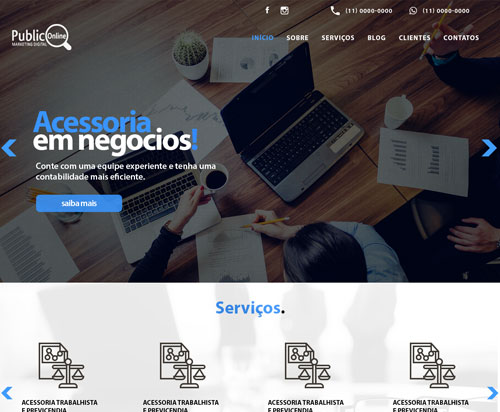 (11) 0000-0000
(11) 0000-0000
Public Online
MARKETING DIGITAL
INÍCIO SOBRE SERVIÇOS BLOG CLIENTES CONTATOS
Acessoria
em negocios!
Conte com uma equipe experiente e tenha uma
contabilidade mais eficiente.
saiba mais
Serviços.
ACESSORIA TRABALHISTA
E PREVICENDIA
ACESSORIA TRABALHISTA
E PREVICENDIA
ACESSORIA TRABALHISTA
E PREVICENDIA
ACESSORIA TRABALHISTA
E PREVICENDIA